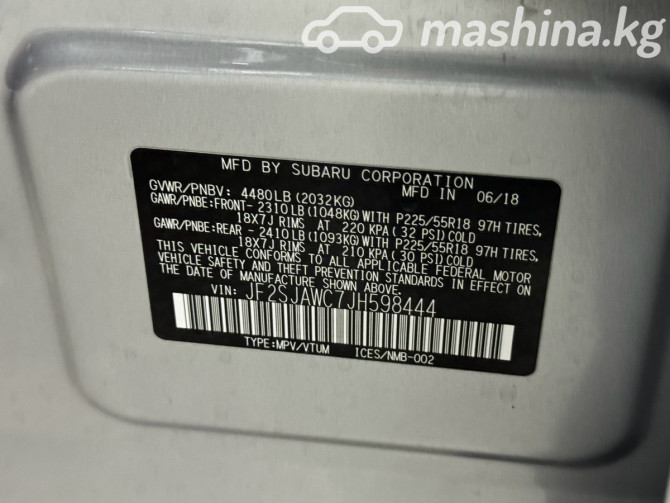 mashina.kg
MFD BY SUBARU CORPORATION
GVWR/PNBV: 4480LB (2032KG) MFD IN 06/18
GAWR/PNBE:FRONT- 2310LB (1048KG) WITH P225/55R18 97H TIRES,
18X7J RIMS AT 220 KPA (32 PSI) COLD
GAWR/PNBE:REAR - 2410LB (1093KG) WITH P225/55R18 97H TIRES,
18X7J RIMS AT 210 KPA (30 PSI) COLD
THIS VEHICLE CONFORMS TO ALL APPLICABLE FEDERAL MOTOR
VEHICLE SAFETY AND THEFT PREVENTION STANDARDS IN EFFECT ON
THE DATE OF MANUFACTURE SHOWN ABOVE.
VIN: JF2SJAWC7JH598444
TYPE:MPV/VTUM ICES/NMB-002